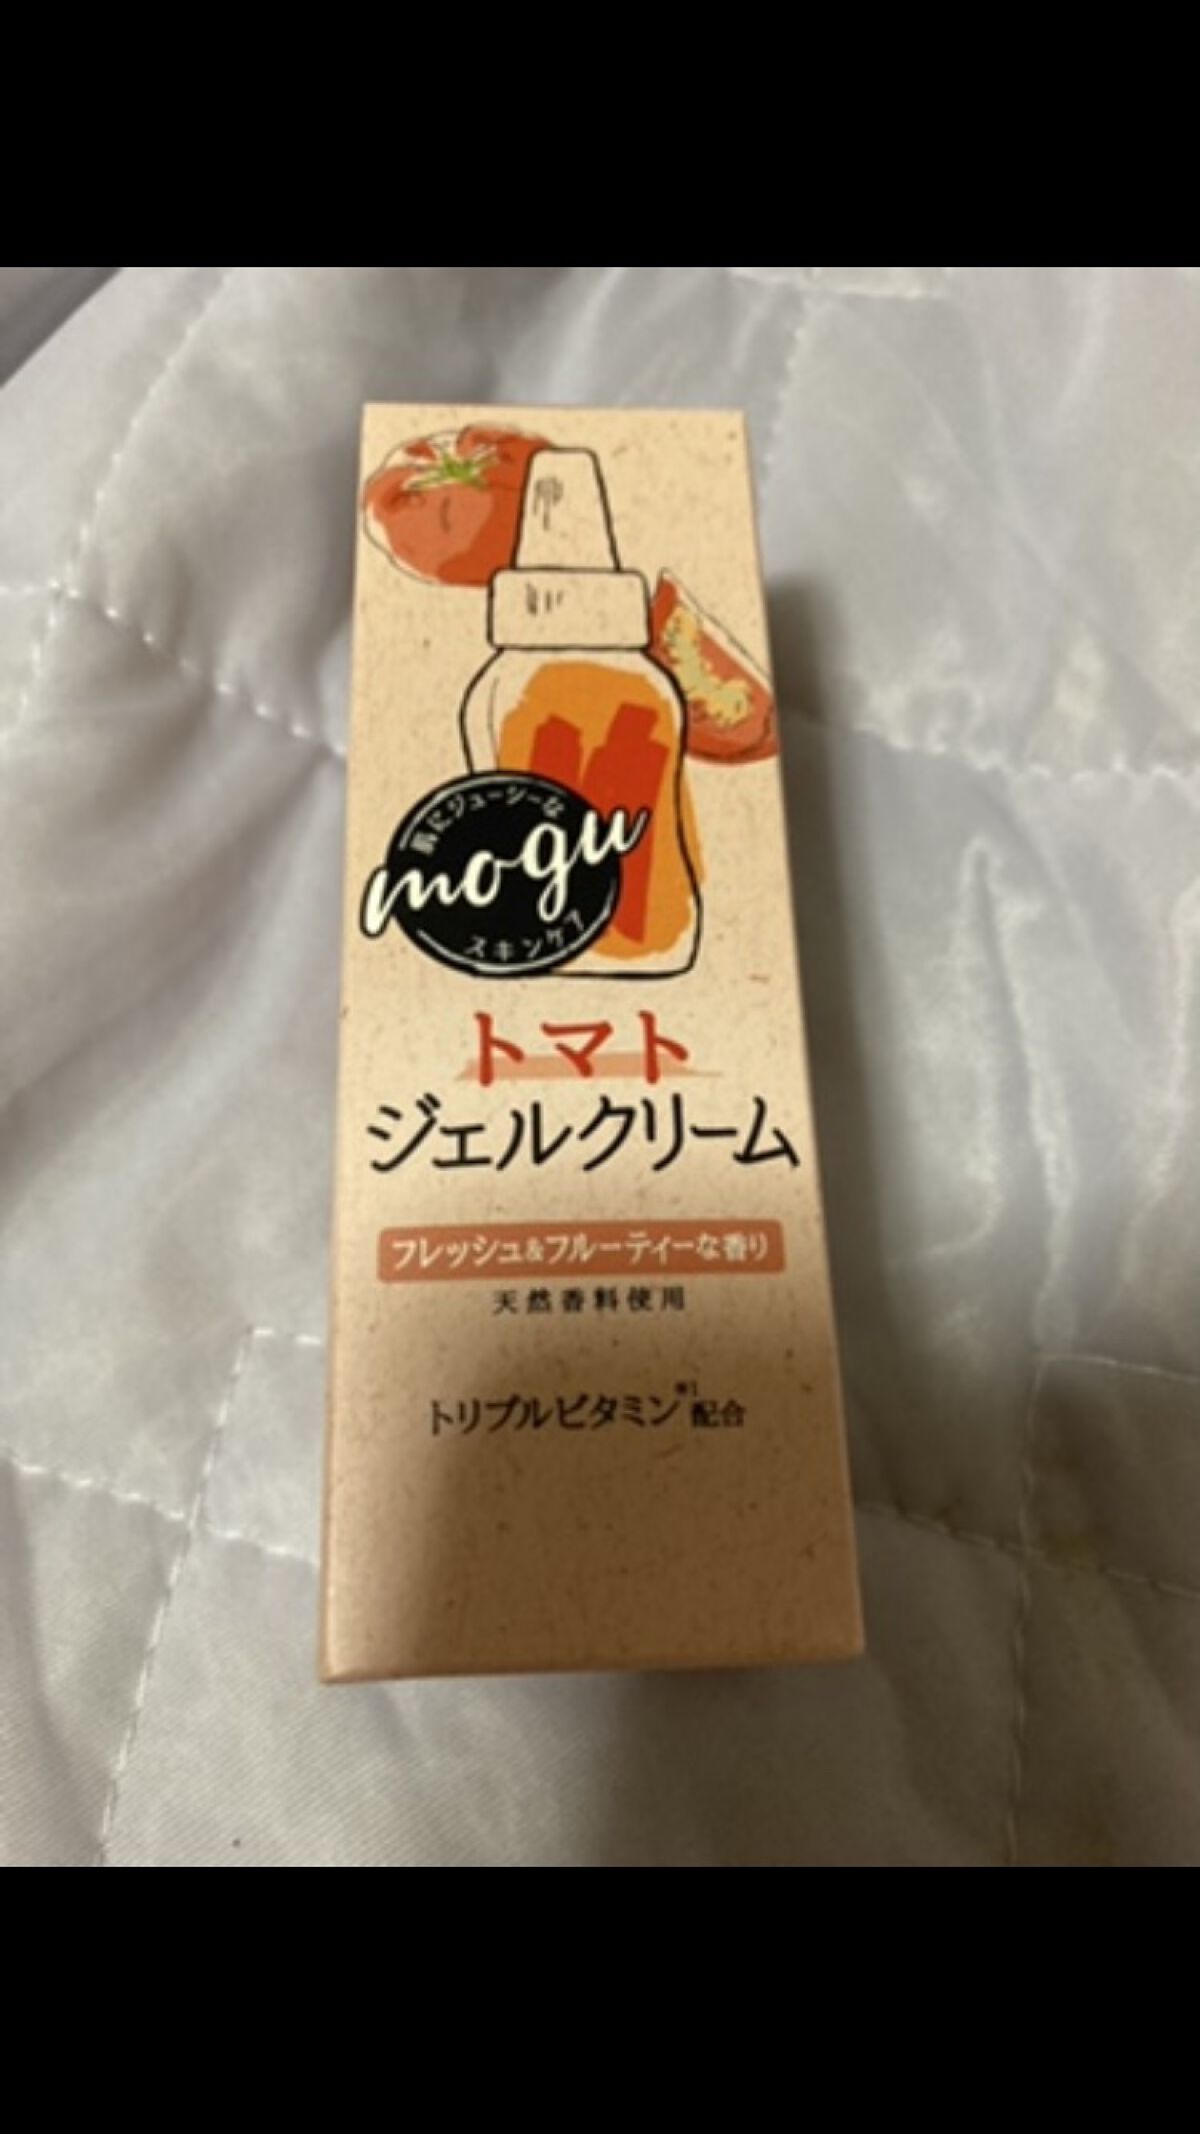 肌にジューシーな
mogu
スキンケア
トマト
ジェルクリーム
フレッシュ&フルーティーな香り
天然香料使用
トリプルビタミン※1配合